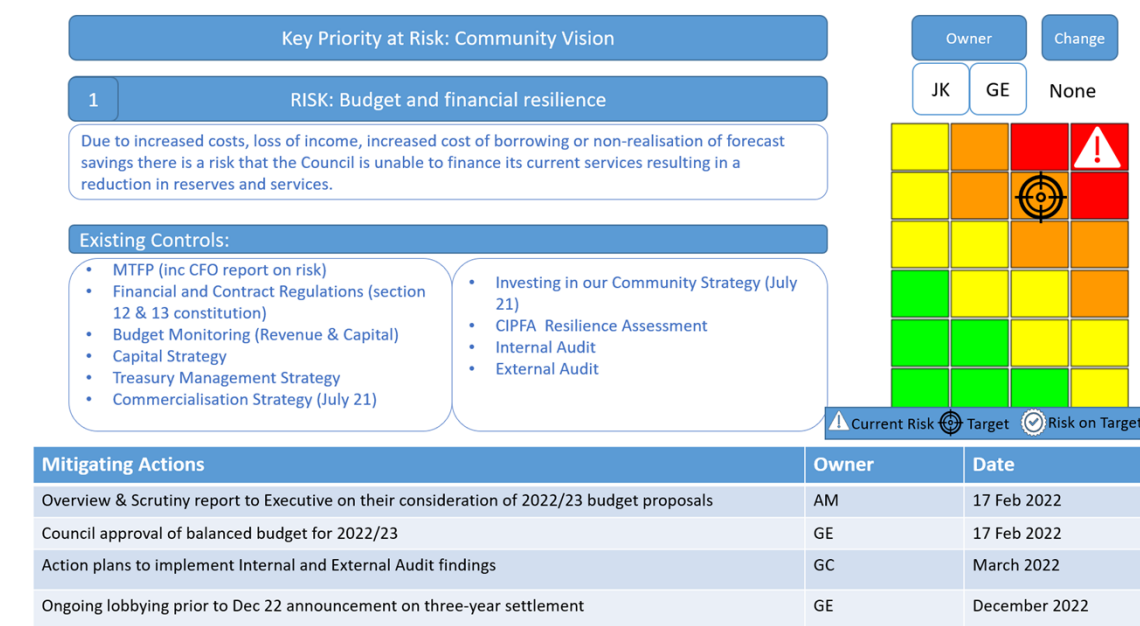 Key Priority at Risk: Community Vision
Owner
Change
1
RISK: Budget and financial resilience
JK
GE
None
Due to increased costs, loss of income, increased cost of borrowing or non-realisation of forecast
savings there is a risk that the Council is unable to finance its current services resulting in a
reduction in reserves and services.
Existing Controls:
• MTFP (inc CFO report on risk)
• Financial and Contract Regulations (section
12 & 13 constitution)
• Budget Monitoring (Revenue & Capital)
• Capital Strategy
• Treasury Management Strategy
• Commercialisation Strategy (July 21)
• Investing in our Community Strategy (July
21)
• CIPFA  Resilience Assessment
• Internal Audit
• External Audit
Current Risk Target Risk on Target
Mitigating Actions Owner Date
Overview & Scrutiny report to Executive on their consideration of 2022/23 budget proposals AM 17 Feb 2022
Council approval of balanced budget for 2022/23 GE 17 Feb 2022
Action plans to implement Internal and External Audit findings GC March 2022
Ongoing lobbying prior to Dec 22 announcement on three-year settlement GE December 2022